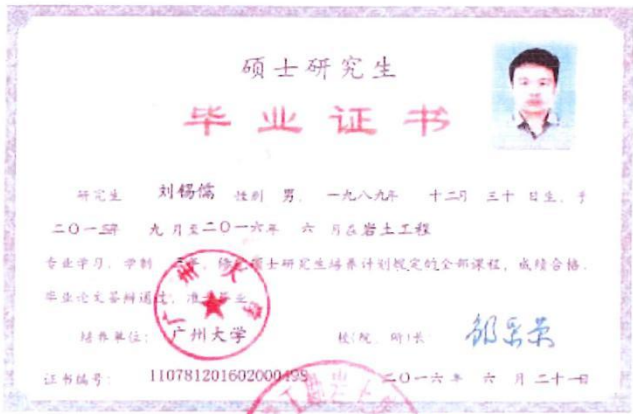 硕士研究生
毕业证书
研究生 刘锡儒 性别 男，一九八九年 十二月 三十 日生，于
二〇一三年 九 月至二〇一六年 六 月在岩土工程
专业学习，学制 三年，修完硕士研究生培养计划规定的全部课程，成绩合格，
毕业论文答辩通过，准予毕业。
培养单位：广州大学 校(院、所)长
证书编号：110781201602000498 二〇一六年 六 月二十一日